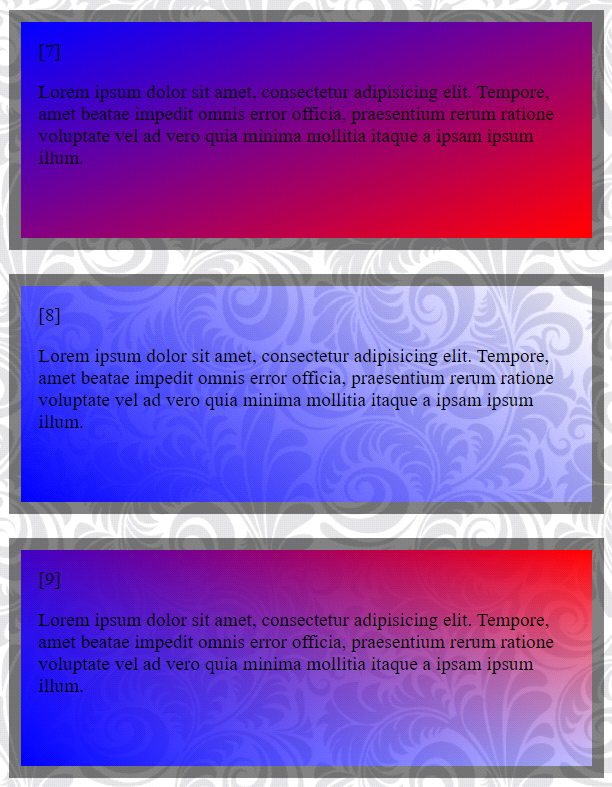 [7]
Lorem ipsum dolor sit amet, consectetur adipisicing elit. Tempore,
amet beatae impedit omnis error officia, praesentium rerum ratione
voluptate vel ad vero quia minima mollitia itaque a ipsam ipsum
illum.
[8]
Lorem ipsum dolor sit amet, consectetur adipisicing elit. Tempore,
amet beatae impedit omnis error officia, praesentium rerum ratione
voluptate vel ad vero quia minima mollitia itaque a ipsam ipsum
illum.
[9]
Lorem ipsum dolor sit amet, consectetur adipisicing elit. Tempore,
amet beatae impedit omnis error officia, praesentium rerum ratione
voluptate vel ad vero quia minima mollitia itaque a ipsam ipsum
illum.